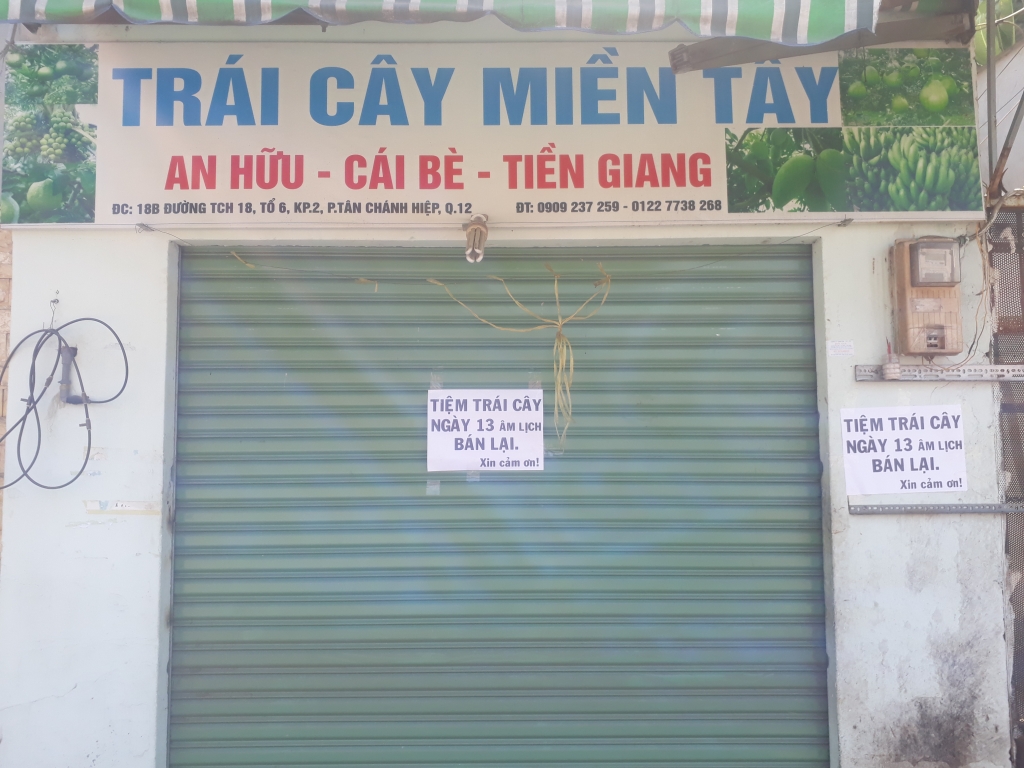 TRÁI CÂY MIỀN TÂY
AN HỮU - CÁI BÈ - TIỀN GIANG
ĐC: 18B ĐƯỜNG TCH 18, TỔ 6, KP.2, P.TÂN CHÁNH HIỆP, Q.12 ĐT: 0909 237 259 - 0122 7738 268
TIỆM TRÁI CÂY
NGÀY 13 ÂM LỊCH
BÁN LẠI.
Xin cảm ơn!
TIỆM TRÁI CÂY
NGÀY 13 ÂM LỊCH
BÁN LẠI.
Xin cảm ơn!